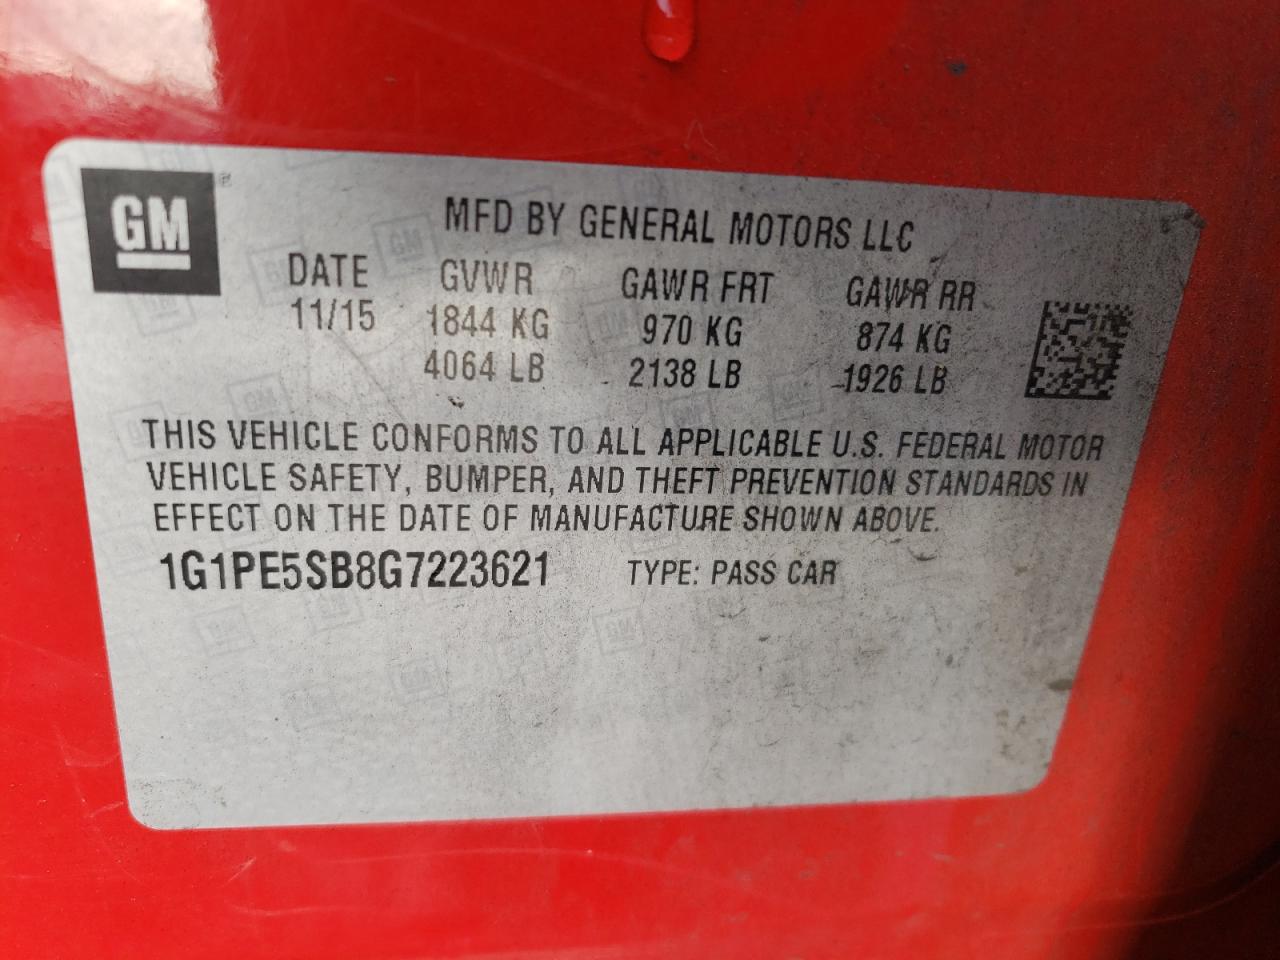 GM
MFD BY GENERAL MOTORS LLC
DATE GVWR GAWR FRT GAWR RR
11/15 1844 KG 970 KG 874 KG
4064 LB 2138 LB 1926 LB
THIS VEHICLE CONFORMS TO ALL APPLICABLE U.S. FEDERAL MOTOR
VEHICLE SAFETY, BUMPER, AND THEFT PREVENTION STANDARDS IN
EFFECT ON THE DATE OF MANUFACTURE SHOWN ABOVE.
1G1PE5SB8G7223621 TYPE: PASS CAR